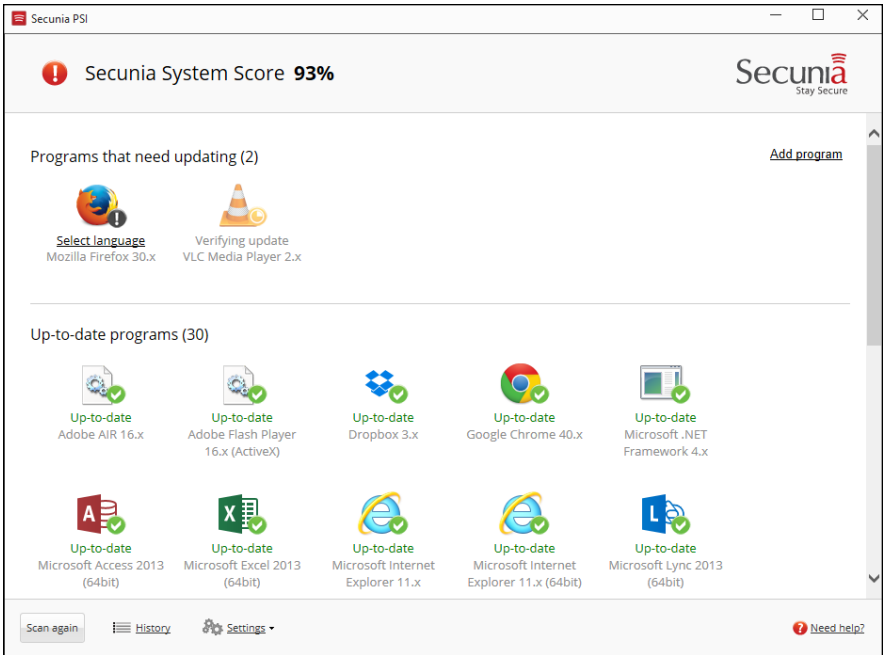 Secunia PSI
Secunia System Score 93%
Secunia
Stay Secure
Programs that need updating (2)
Add program
Select language
Mozilla Firefox 30.x
Verifying update
VLC Media Player 2.x
Up-to-date programs (30)
Up-to-date
Adobe AIR 16.x
Up-to-date
Adobe Flash Player
16.x (ActiveX)
Up-to-date
Dropbox 3.x
Up-to-date
Google Chrome 40.x
Up-to-date
Microsoft .NET
Framework 4.x
Up-to-date
Microsoft Access 2013
(64bit)
Up-to-date
Microsoft Excel 2013
(64bit)
Up-to-date
Microsoft Internet
Explorer 11.x
Up-to-date
Microsoft Internet
Explorer 11.x (64bit)
Up-to-date
Microsoft Lync 2013
(64bit)
Scan again
History
Settings
Need help?